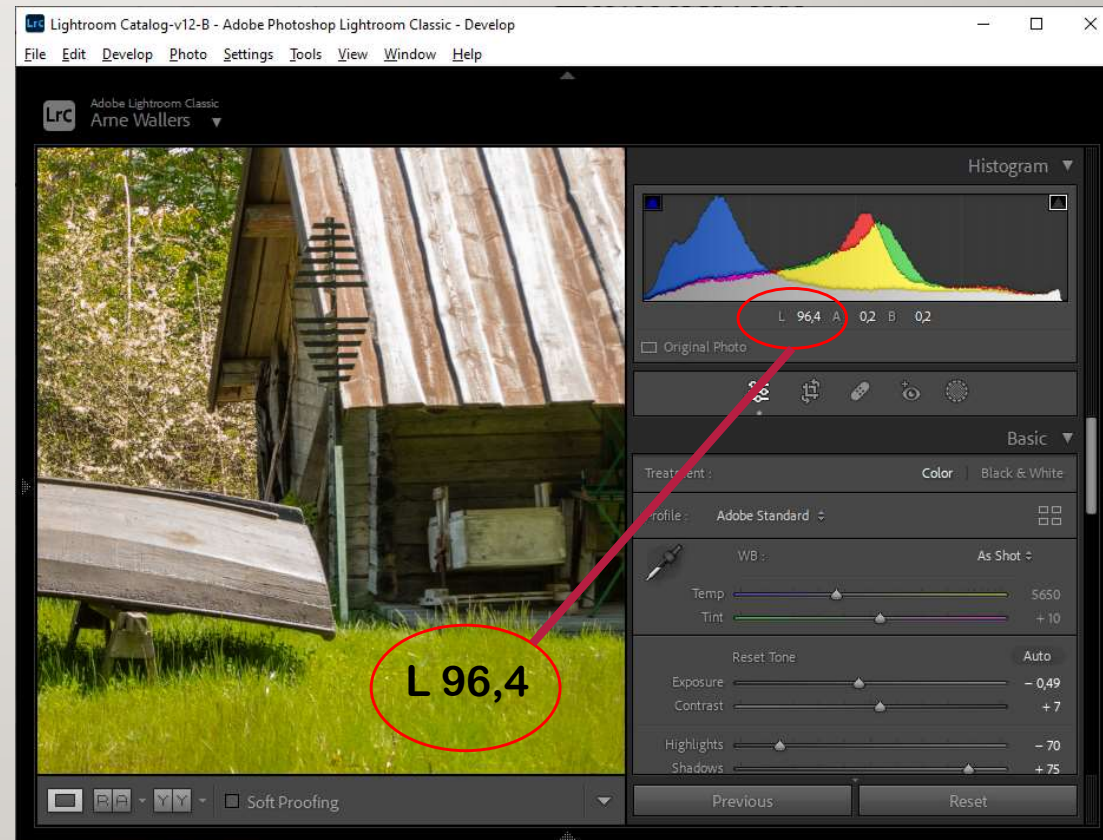 Lrc Lightroom Catalog-v12-B - Adobe Photoshop Lightroom Classic - Develop
File Edit Develop Photo Settings Tools View Window Help
Lrc Adobe Lightroom Classic
Arne Wallers
Histogram
L 96,4 A 0,2 B 0,2
Original Photo
Basic
Treatment : Color Black & White
Profile : Adobe Standard
WB : As Shot
Temp 5650
Tint + 10
Reset Tone Auto
Exposure – 0,49
Contrast + 7
Highlights – 70
Shadows + 75
L 96,4
R A Y Y Soft Proofing
Previous Reset